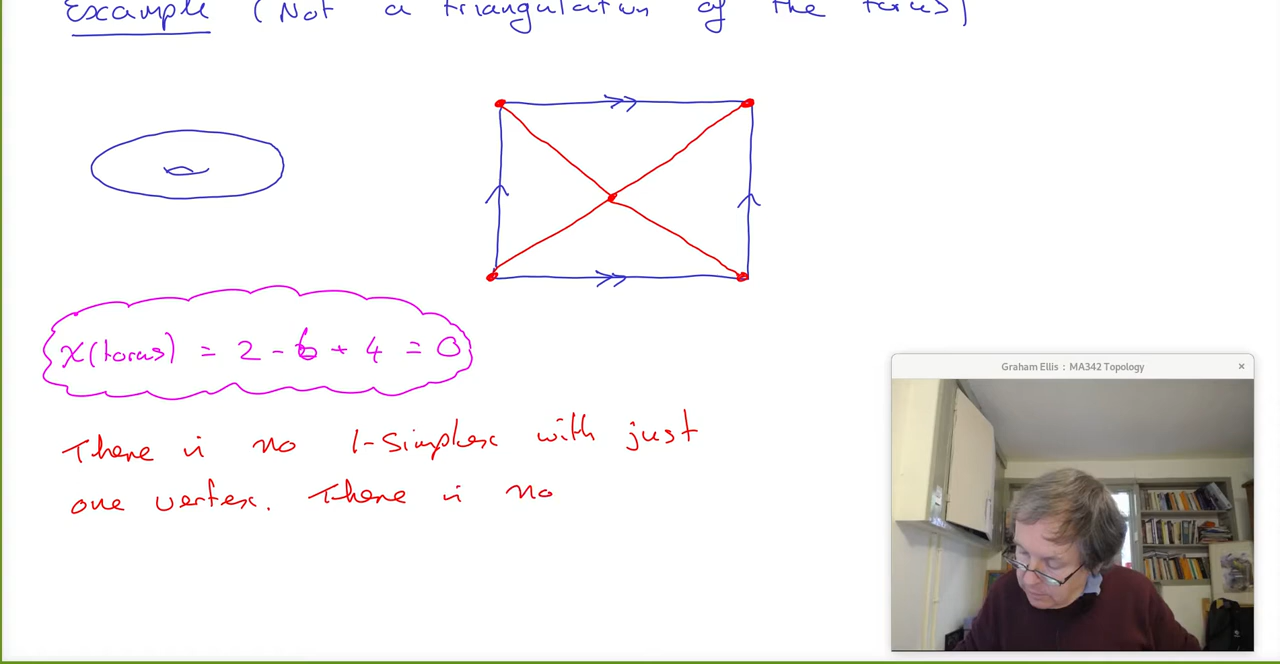 Example (Not a triangulation of the torus)
χ(torus) = 2 - 6 + 4 = 0
There is no 1-simplex with just
one vertex. There is no
Graham Ellis : MA342 Topology